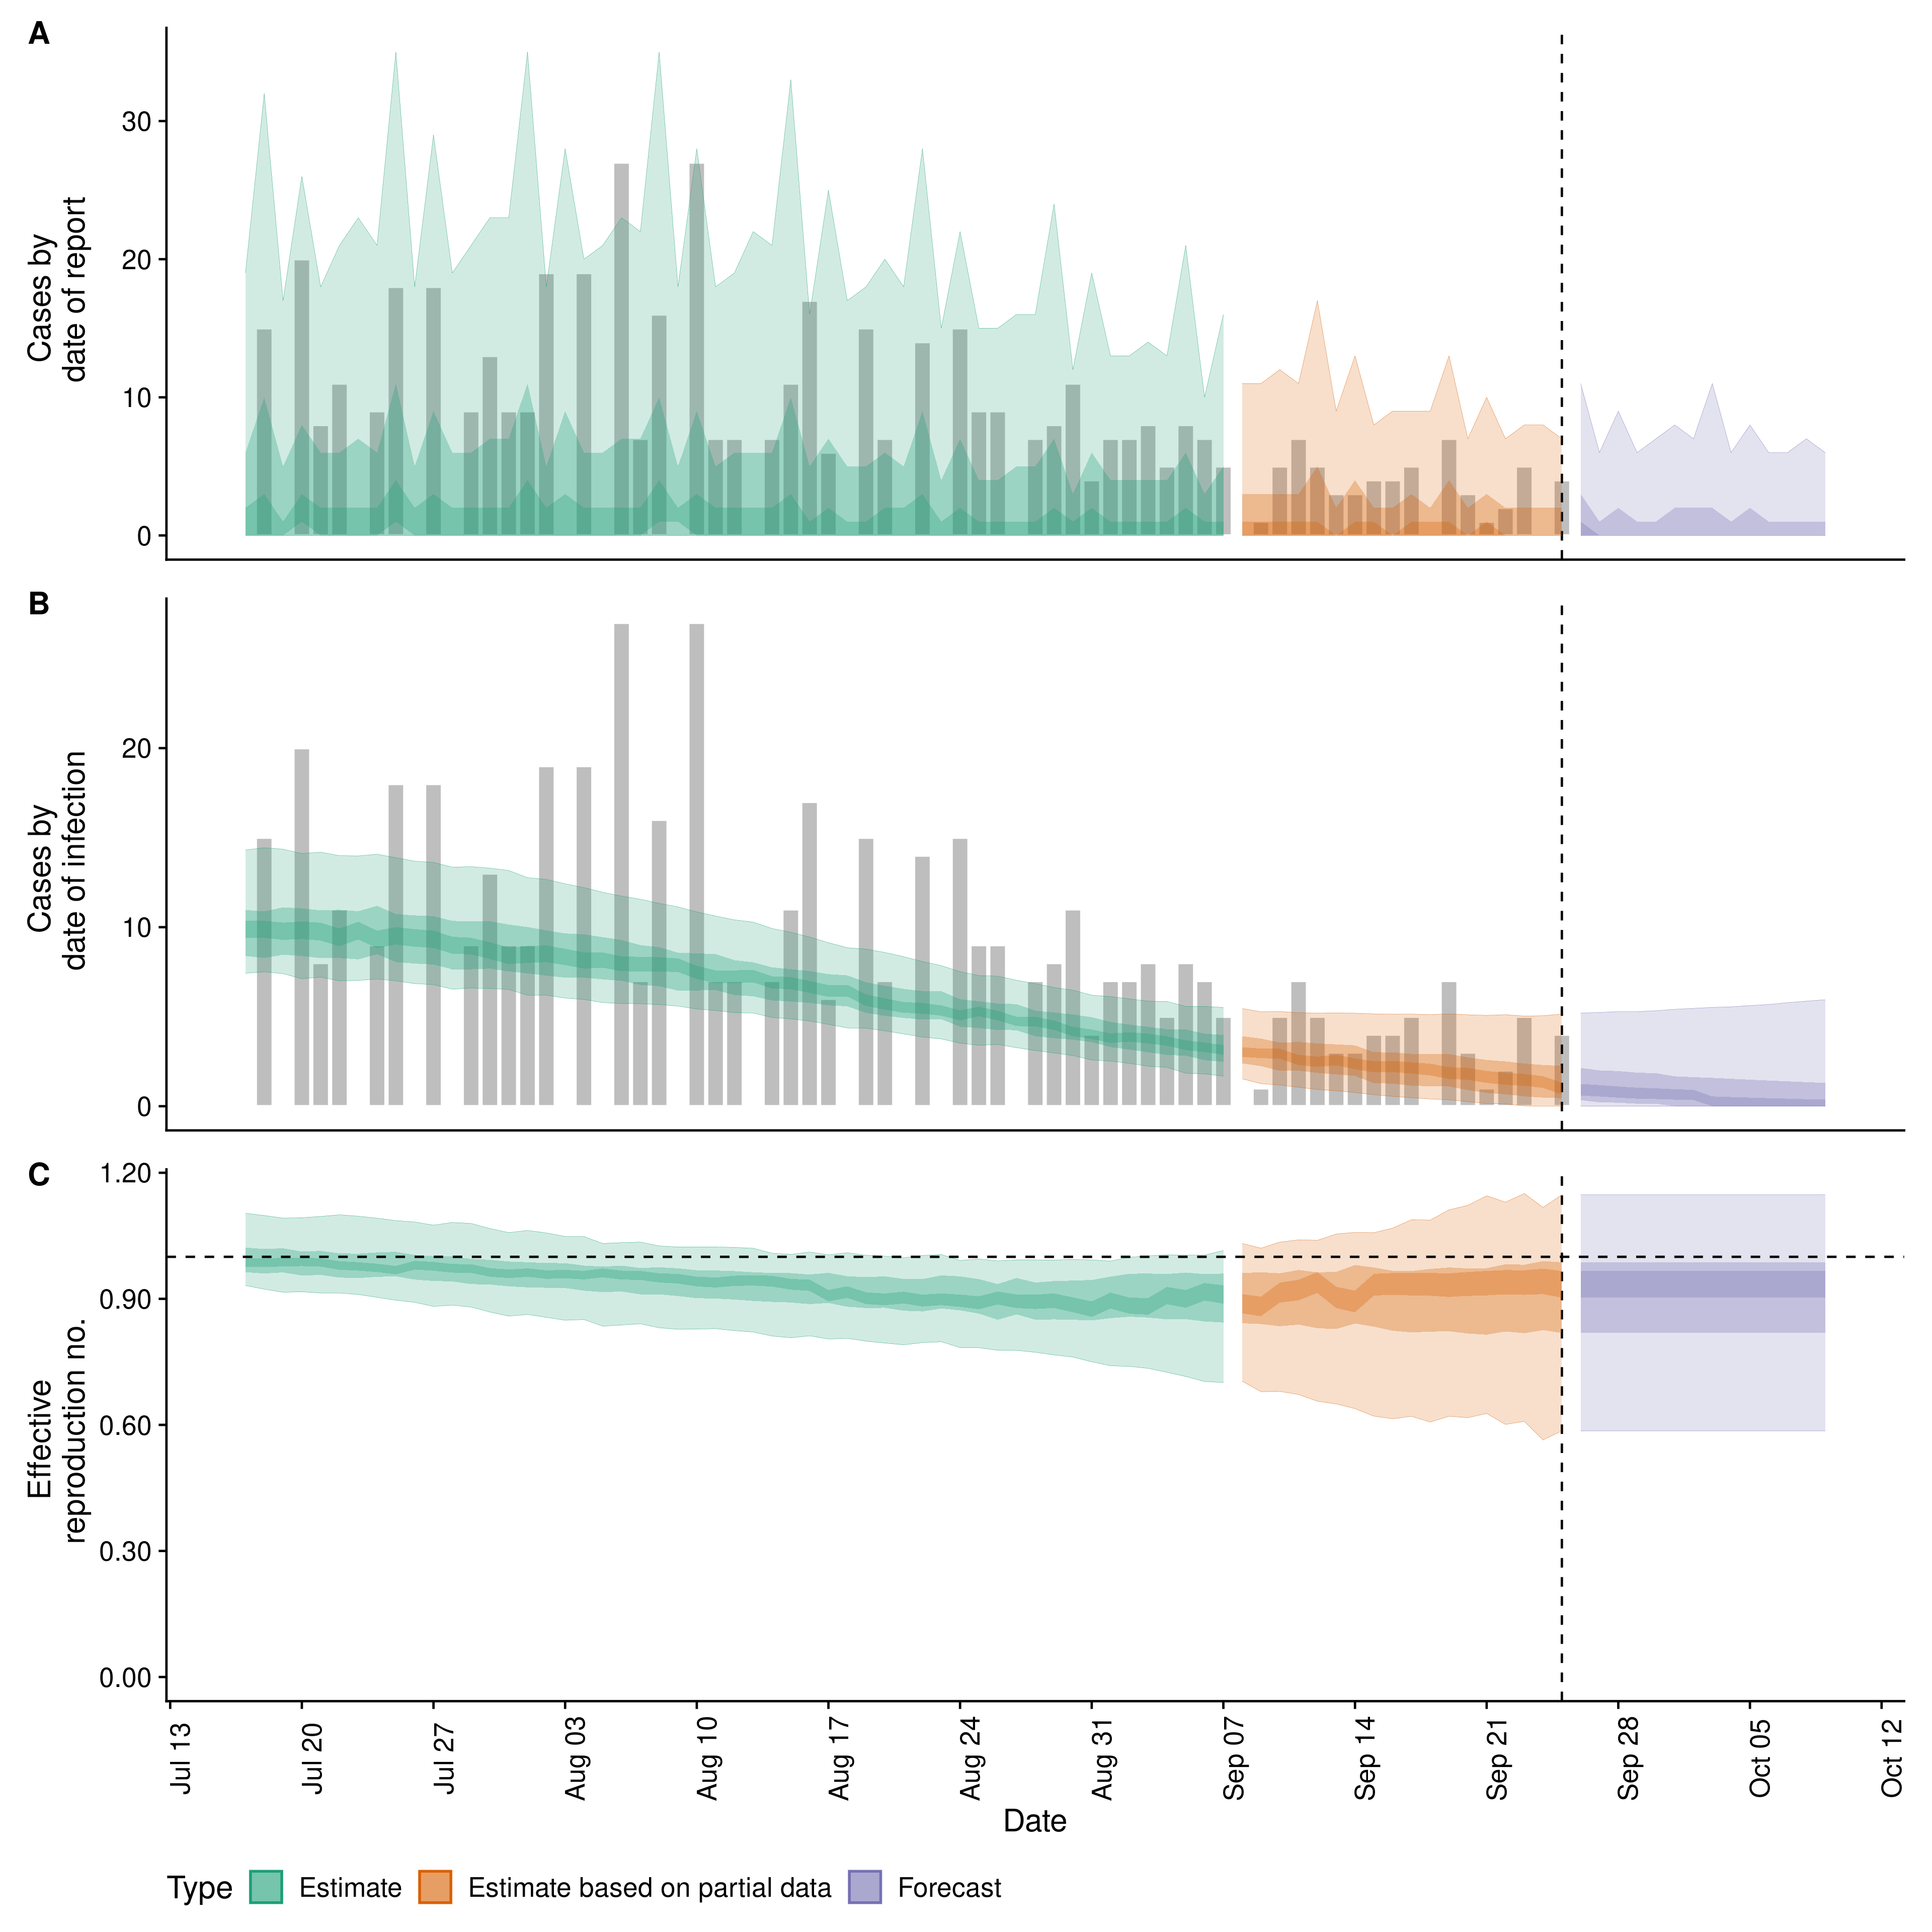 A
Cases by
date of report
30
20
10
0
B
Cases by
date of infection
20
10
0
C
Effective
reproduction no.
1.20
0.90
0.60
0.30
0.00
Jul 13
Jul 20
Jul 27
Aug 03
Aug 10
Aug 17
Aug 24
Aug 31
Sep 07
Sep 14
Sep 21
Sep 28
Oct 05
Oct 12
Date
Type Estimate Estimate based on partial data Forecast